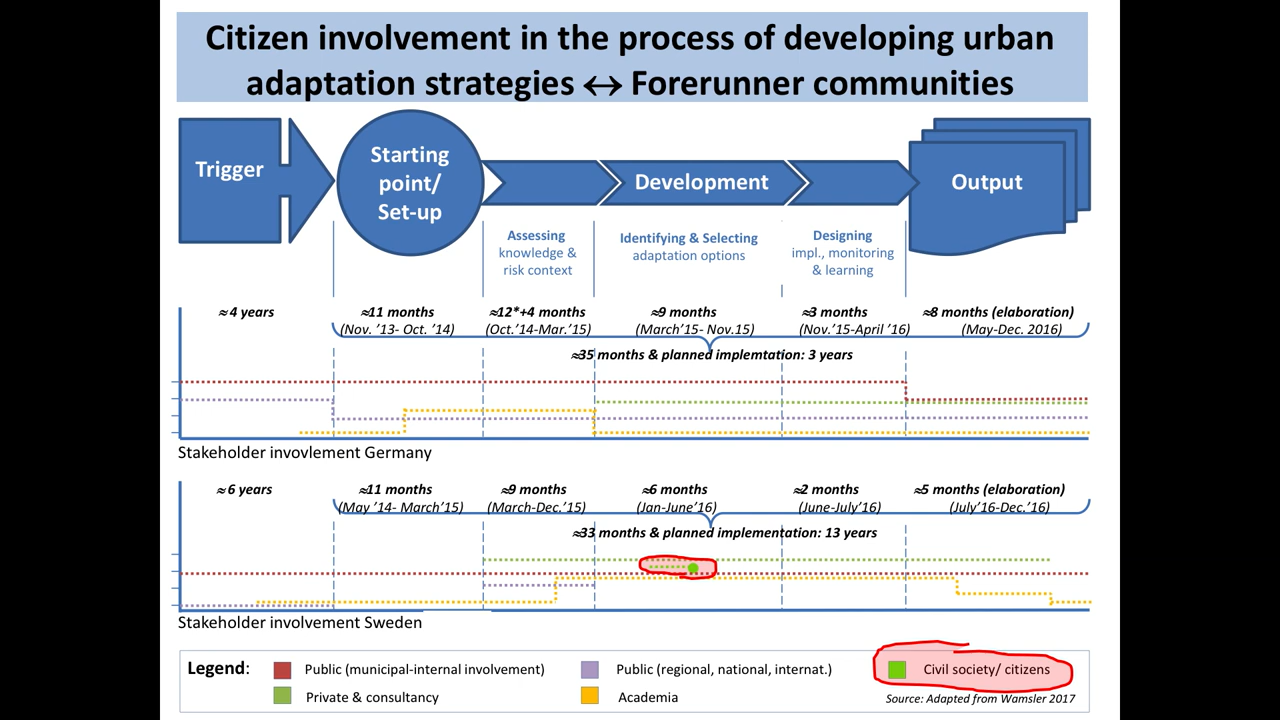 Citizen involvement in the process of developing urban
adaptation strategies ↔ Forerunner communities
Trigger
Starting
point/
Set-up
Development
Output
Assessing
knowledge &
risk context
Identifying & Selecting
adaptation options
Designing
impl., monitoring
& learning
≈ 4 years
≈11 months
≈12*+4 months
≈9 months
≈3 months
≈8 months (elaboration)
(Nov. ’13- Oct. ’14)
(Oct.’14-Mar.’15)
(March’15- Nov.15)
(Nov.’15-April ’16)
(May-Dec. 2016)
≈35 months & planned implemtation: 3 years
Stakeholder invovlement Germany
≈ 6 years
≈11 months
≈9 months
≈6 months
≈2 months
≈5 months (elaboration)
(May ’14- March’15)
(March-Dec.’15)
(Jan-June’16)
(June-July’16)
(July’16-Dec.’16)
≈33 months & planned implementation: 13 years
Stakeholder involvement Sweden
Legend:
Public (municipal-internal involvement)
Public (regional, national, internat.)
Civil society/ citizens
Private & consultancy
Academia
Source: Adapted from Wamsler 2017